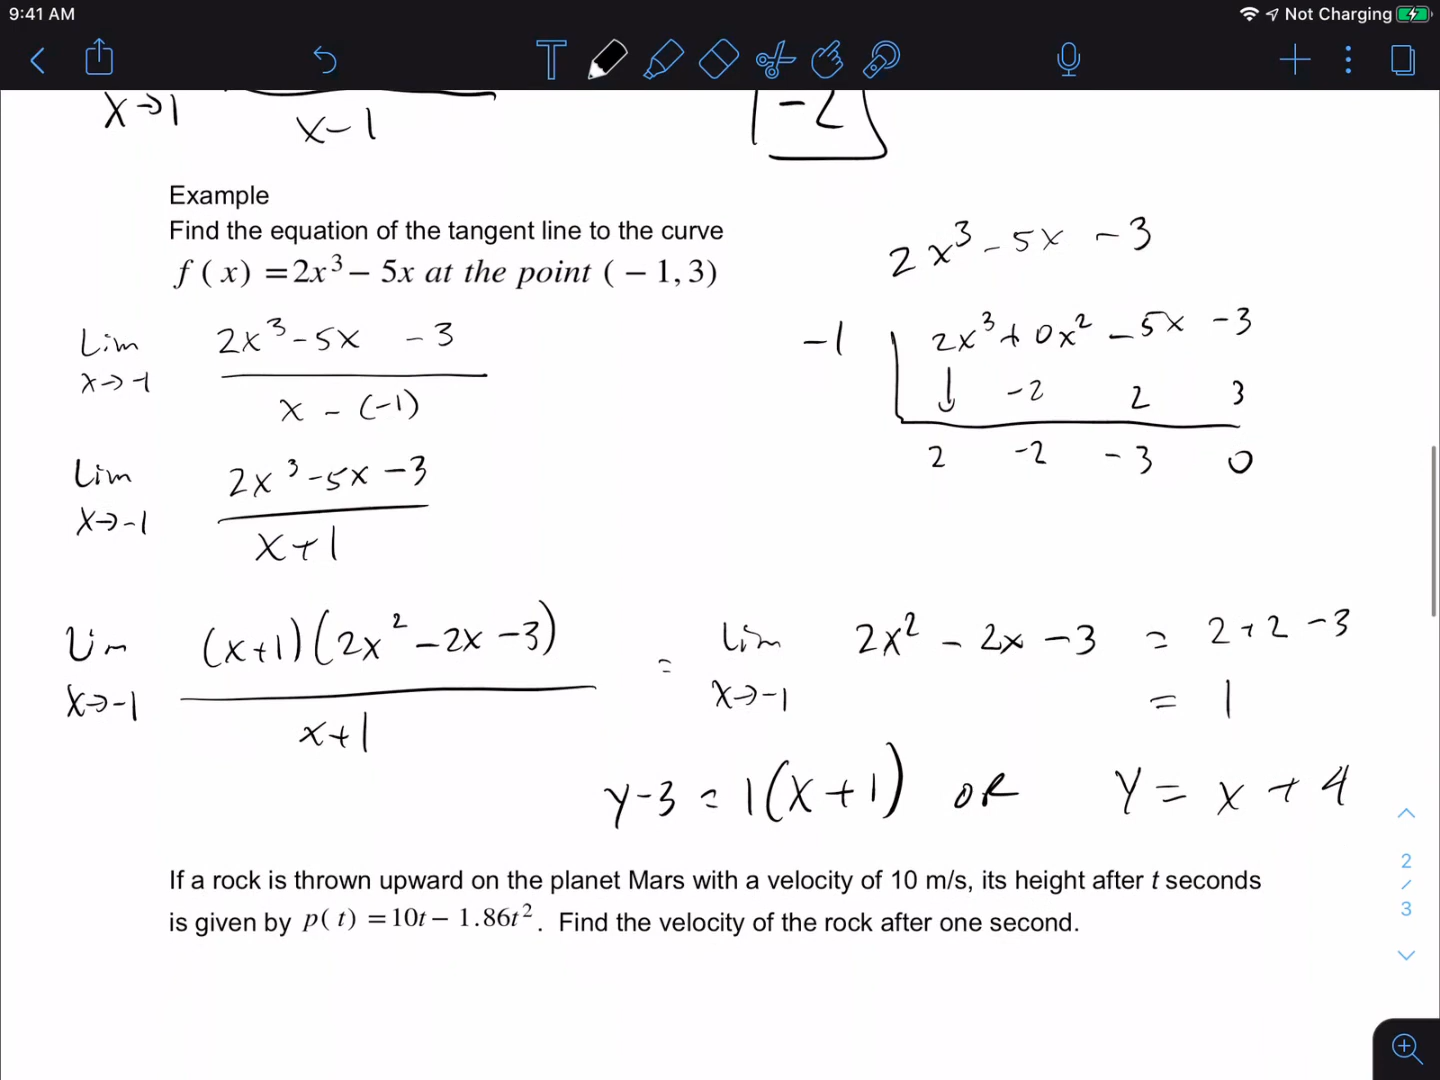 9:41 AM Not Charging
T
x→1 x-1 -2
Example
Find the equation of the tangent line to the curve
f ( x ) = 2x³ – 5x at the point ( – 1, 3)
2x³ - 5x - 3
Lim x→-1 2x³ - 5x - 3
x - (-1)
-1 2x³ + 0x² - 5x - 3
↓ -2 2 3
2 -2 -3 0
Lim x→-1 2x³ - 5x - 3
x+1
Lim x→-1 (x+1)(2x² - 2x - 3)
x+1
= lim x→-1 2x² - 2x - 3 = 2+2-3
= 1
y-3 = 1(x+1) OR y = x + 4
If a rock is thrown upward on the planet Mars with a velocity of 10 m/s, its height after t seconds
is given by p( t ) = 10t – 1.86t². Find the velocity of the rock after one second.
2
/
3